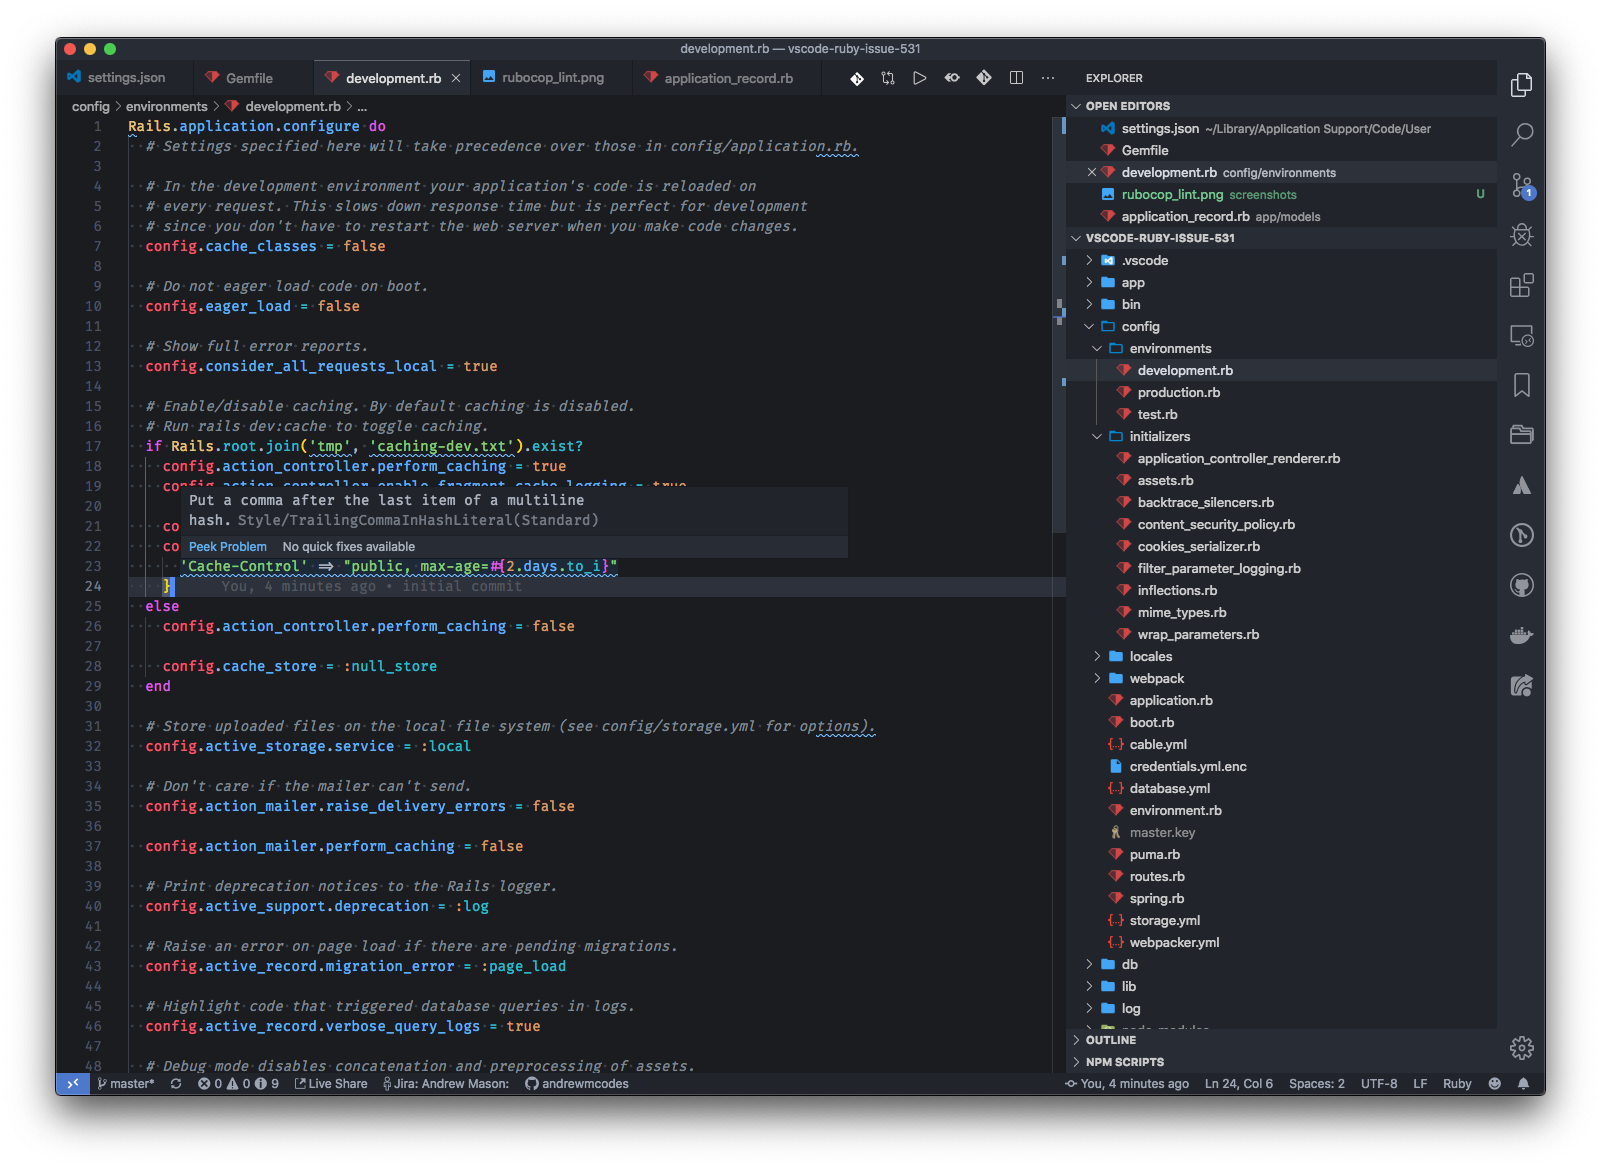 development.rb — vscode-ruby-issue-531
settings.json
Gemfile
development.rb
rubocop_lint.png
application_record.rb
config > environments > development.rb > ...
1 Rails.application.configure do
2 # Settings specified here will take precedence over those in config/application.rb.
3
4 # In the development environment your application's code is reloaded on
5 # every request. This slows down response time but is perfect for development
6 # since you don't have to restart the web server when you make code changes.
7 config.cache_classes = false
8
9 # Do not eager load code on boot.
10 config.eager_load = false
11
12 # Show full error reports.
13 config.consider_all_requests_local = true
14
15 # Enable/disable caching. By default caching is disabled.
16 # Run rails dev:cache to toggle caching.
17 if Rails.root.join('tmp', 'caching-dev.txt').exist?
18 config.action_controller.perform_caching = true
19 config.action_controller.enable_fragment_cache_logging = true
20
21 co
22 co
Put a comma after the last item of a multiline
hash. Style/TrailingCommaInHashLiteral(Standard)
Peek Problem No quick fixes available
23 'Cache-Control' => "public, max-age=#{2.days.to_i}"
24 } You, 4 minutes ago • initial commit
25 else
26 config.action_controller.perform_caching = false
27
28 config.cache_store = :null_store
29 end
30
31 # Store uploaded files on the local file system (see config/storage.yml for options).
32 config.active_storage.service = :local
33
34 # Don't care if the mailer can't send.
35 config.action_mailer.raise_delivery_errors = false
36
37 config.action_mailer.perform_caching = false
38
39 # Print deprecation notices to the Rails logger.
40 config.active_support.deprecation = :log
41
42 # Raise an error on page load if there are pending migrations.
43 config.active_record.migration_error = :page_load
44
45 # Highlight code that triggered database queries in logs.
46 config.active_record.verbose_query_logs = true
47
48 # Debug mode disables concatenation and preprocessing of assets.
EXPLORER
OPEN EDITORS
settings.json ~/Library/Application Support/Code/User
Gemfile
development.rb config/environments
rubocop_lint.png screenshots U
application_record.rb app/models
VSCODE-RUBY-ISSUE-531
.vscode
app
bin
config
environments
development.rb
production.rb
test.rb
initializers
application_controller_renderer.rb
assets.rb
backtrace_silencers.rb
content_security_policy.rb
cookies_serializer.rb
filter_parameter_logging.rb
inflections.rb
mime_types.rb
wrap_parameters.rb
locales
webpack
application.rb
boot.rb
cable.yml
credentials.yml.enc
database.yml
environment.rb
master.key
puma.rb
routes.rb
spring.rb
storage.yml
webpacker.yml
db
lib
log
node_modules
OUTLINE
NPM SCRIPTS
1
master* 0 0 9 Live Share Jira: Andrew Mason: andrewmcodes
You, 4 minutes ago Ln 24, Col 6 Spaces: 2 UTF-8 LF Ruby